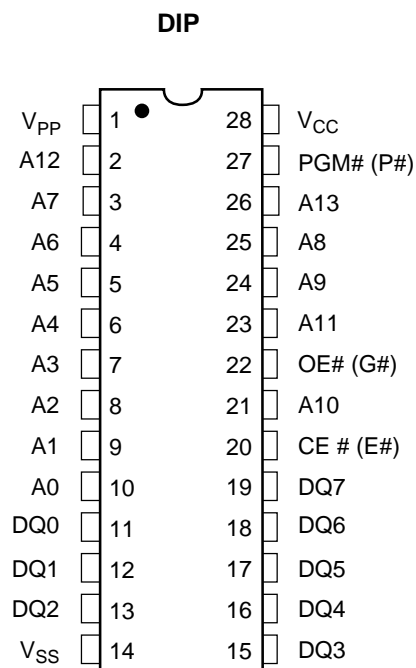 DIP
VPP 1 28 VCC
A12 2 27 PGM# (P#)
A7 3 26 A13
A6 4 25 A8
A5 5 24 A9
A4 6 23 A11
A3 7 22 OE# (G#)
A2 8 21 A10
A1 9 20 CE # (E#)
A0 10 19 DQ7
DQ0 11 18 DQ6
DQ1 12 17 DQ5
DQ2 13 16 DQ4
VSS 14 15 DQ3